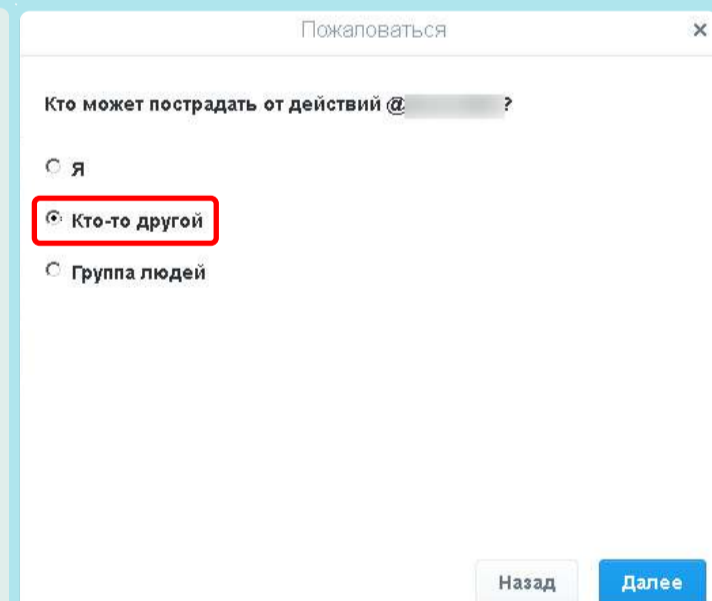 Пожаловаться ×
Кто может пострадать от действий @ ?
Я
Кто-то другой
Группа людей
Назад Далее